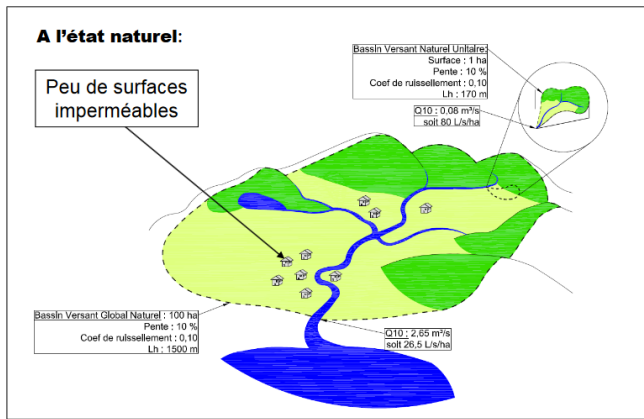 A l'état naturel:
Peu de surfaces
imperméables
Bassin Versant Naturel Unitaire:
Surface : 1 ha
Pente : 10 %
Coef de ruissellement : 0,10
Lh : 170 m
Q10 : 0,08 m³/s
soit 80 L/s/ha
Bassin Versant Global Naturel : 100 ha
Pente : 10 %
Coef de ruissellement : 0,10
Lh : 1500 m
Q10 : 2,65 m³/s
soit 26,5 L/s/ha